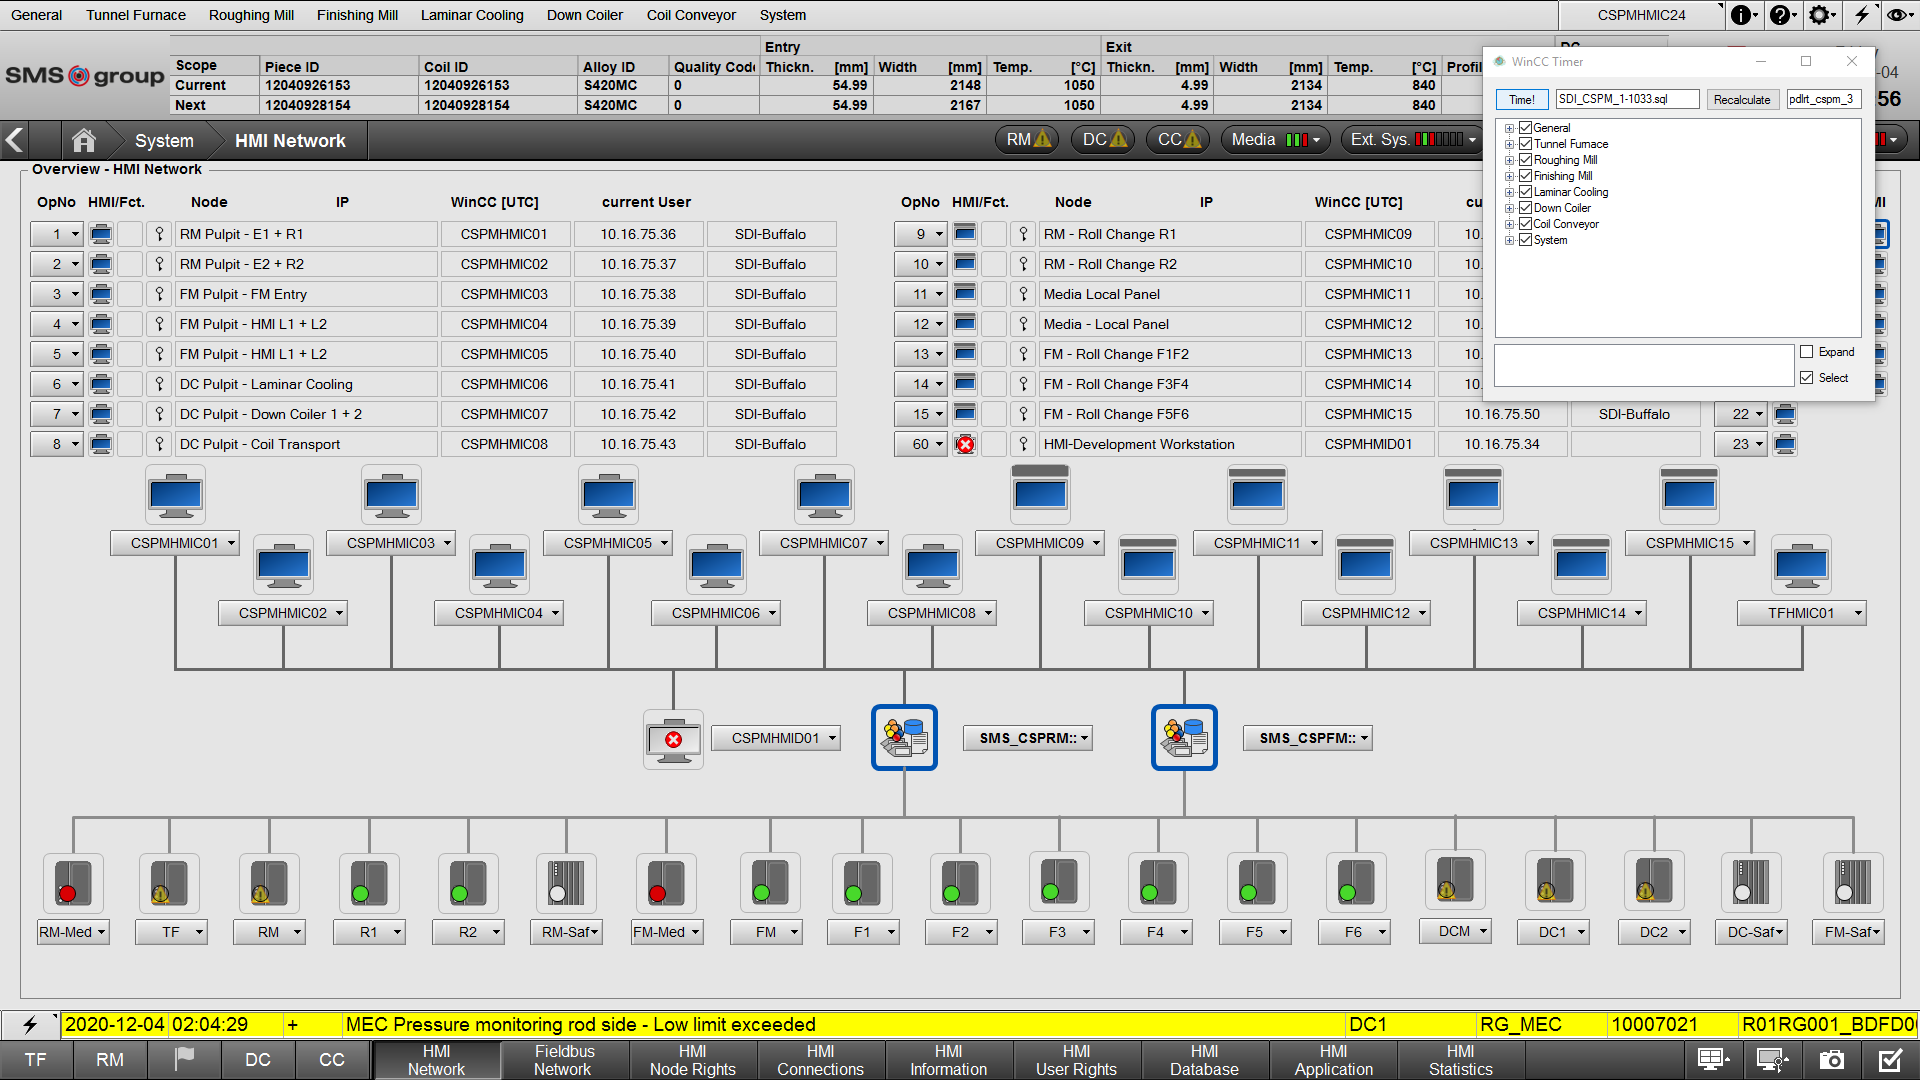 General Tunnel Furnace Roughing Mill Finishing Mill Laminar Cooling Down Coiler Coil Conveyor System CSPMHMIC24
Entry Exit
SMS group
Scope Piece ID Coil ID Alloy ID Quality Code Thickn. [mm] Width [mm] Temp. [°C] Thickn. [mm] Width [mm] Temp. [°C] Profil
Current 12040926153 12040926153 S420MC 0 54.99 2148 1050 4.99 2134 840
Next 12040928154 12040928154 S420MC 0 54.99 2167 1050 4.99 2134 840
-04
56
WinCC Timer
Time! SDI_CSPM_1-1033.sql Recalculate pdlrt_cspm_3
General
Tunnel Furnace
Roughing Mill
Finishing Mill
Laminar Cooling
Down Coiler
Coil Conveyor
System
Expand
Select
System HMI Network RM DC CC Media Ext. Sys.
Overview - HMI Network
OpNo HMI/Fct. Node IP WinCC [UTC] current User OpNo HMI/Fct. Node IP WinCC [UTC] cu MI
1 RM Pulpit - E1 + R1 CSPMHMIC01 10.16.75.36 SDI-Buffalo 9 RM - Roll Change R1 CSPMHMIC09 10.
2 RM Pulpit - E2 + R2 CSPMHMIC02 10.16.75.37 SDI-Buffalo 10 RM - Roll Change R2 CSPMHMIC10 10.
3 FM Pulpit - FM Entry CSPMHMIC03 10.16.75.38 SDI-Buffalo 11 Media Local Panel CSPMHMIC11 10.
4 FM Pulpit - HMI L1 + L2 CSPMHMIC04 10.16.75.39 SDI-Buffalo 12 Media - Local Panel CSPMHMIC12 10.
5 FM Pulpit - HMI L1 + L2 CSPMHMIC05 10.16.75.40 SDI-Buffalo 13 FM - Roll Change F1F2 CSPMHMIC13 10.
6 DC Pulpit - Laminar Cooling CSPMHMIC06 10.16.75.41 SDI-Buffalo 14 FM - Roll Change F3F4 CSPMHMIC14 10.
7 DC Pulpit - Down Coiler 1 + 2 CSPMHMIC07 10.16.75.42 SDI-Buffalo 15 FM - Roll Change F5F6 CSPMHMIC15 10.16.75.50 SDI-Buffalo 22
8 DC Pulpit - Coil Transport CSPMHMIC08 10.16.75.43 SDI-Buffalo 60 HMI-Development Workstation CSPMHMID01 10.16.75.34 23
CSPMHMIC01 CSPMHMIC03 CSPMHMIC05 CSPMHMIC07 CSPMHMIC09 CSPMHMIC11 CSPMHMIC13 CSPMHMIC15
CSPMHMIC02 CSPMHMIC04 CSPMHMIC06 CSPMHMIC08 CSPMHMIC10 CSPMHMIC12 CSPMHMIC14 TFHMIC01
CSPMHMID01 SMS_CSPRM:: SMS_CSPFM::
RM-Med TF RM R1 R2 RM-Saf FM-Med FM F1 F2 F3 F4 F5 F6 DCM DC1 DC2 DC-Saf FM-Saf
2020-12-04 02:04:29 + MEC Pressure monitoring rod side - Low limit exceeded DC1 RG_MEC 10007021 R01RG001_BDFD0
TF RM DC CC HMI Network Fieldbus Network HMI Node Rights HMI Connections HMI Information HMI User Rights HMI Database HMI Application HMI Statistics